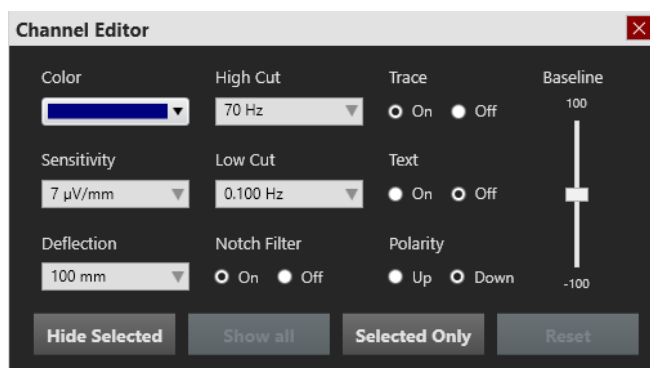 Channel Editor
Color High Cut Trace Baseline
70 Hz On Off 100
Sensitivity Low Cut Text
7 µV/mm 0.100 Hz On Off
Deflection Notch Filter Polarity
100 mm On Off Up Down -100
Hide Selected Show all Selected Only Reset